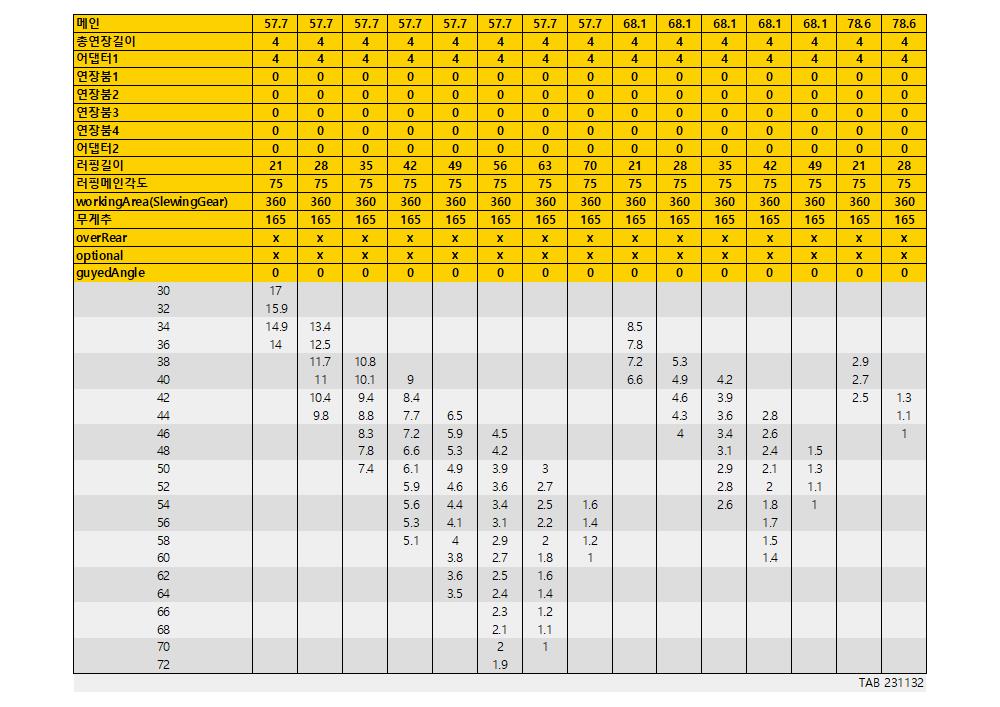 메인 57.7 57.7 57.7 57.7 57.7 57.7 57.7 57.7 68.1 68.1 68.1 68.1 68.1 78.6 78.6
총연장길이 4 4 4 4 4 4 4 4 4 4 4 4 4 4 4
어댑터1 4 4 4 4 4 4 4 4 4 4 4 4 4 4 4
연장붐1 0 0 0 0 0 0 0 0 0 0 0 0 0 0 0
연장붐2 0 0 0 0 0 0 0 0 0 0 0 0 0 0 0
연장붐3 0 0 0 0 0 0 0 0 0 0 0 0 0 0 0
연장붐4 0 0 0 0 0 0 0 0 0 0 0 0 0 0 0
어댑터2 0 0 0 0 0 0 0 0 0 0 0 0 0 0 0
러핑길이 21 28 35 42 49 56 63 70 21 28 35 42 49 21 28
러핑메인각도 75 75 75 75 75 75 75 75 75 75 75 75 75 75 75
workingArea(SlewingGear) 360 360 360 360 360 360 360 360 360 360 360 360 360 360 360
무게추 165 165 165 165 165 165 165 165 165 165 165 165 165 165 165
overRear x x x x x x x x x x x x x x x
optional x x x x x x x x x x x x x x x
guyedAngle 0 0 0 0 0 0 0 0 0 0 0 0 0 0 0
30 17
32 15.9
34 14.9 13.4 8.5
36 14 12.5 7.8
38 11.7 10.8 7.2 5.3 2.9
40 11 10.1 9 6.6 4.9 4.2 2.7
42 10.4 9.4 8.4 4.6 3.9 2.5 1.3
44 9.8 8.8 7.7 6.5 4.3 3.6 2.8 1.1
46 8.3 7.2 5.9 4.5 4 3.4 2.6 1
48 7.8 6.6 5.3 4.2 3.1 2.4 1.5
50 7.4 6.1 4.9 3.9 3 2.9 2.1 1.3
52 5.9 4.6 3.6 2.7 2.8 2 1.1
54 5.6 4.4 3.4 2.5 1.6 2.6 1.8 1
56 5.3 4.1 3.1 2.2 1.4 1.7
58 5.1 4 2.9 2 1.2 1.5
60 3.8 2.7 1.8 1 1.4
62 3.6 2.5 1.6
64 3.5 2.4 1.4
66 2.3 1.2
68 2.1 1.1
70 2 1
72 1.9
TAB 231132